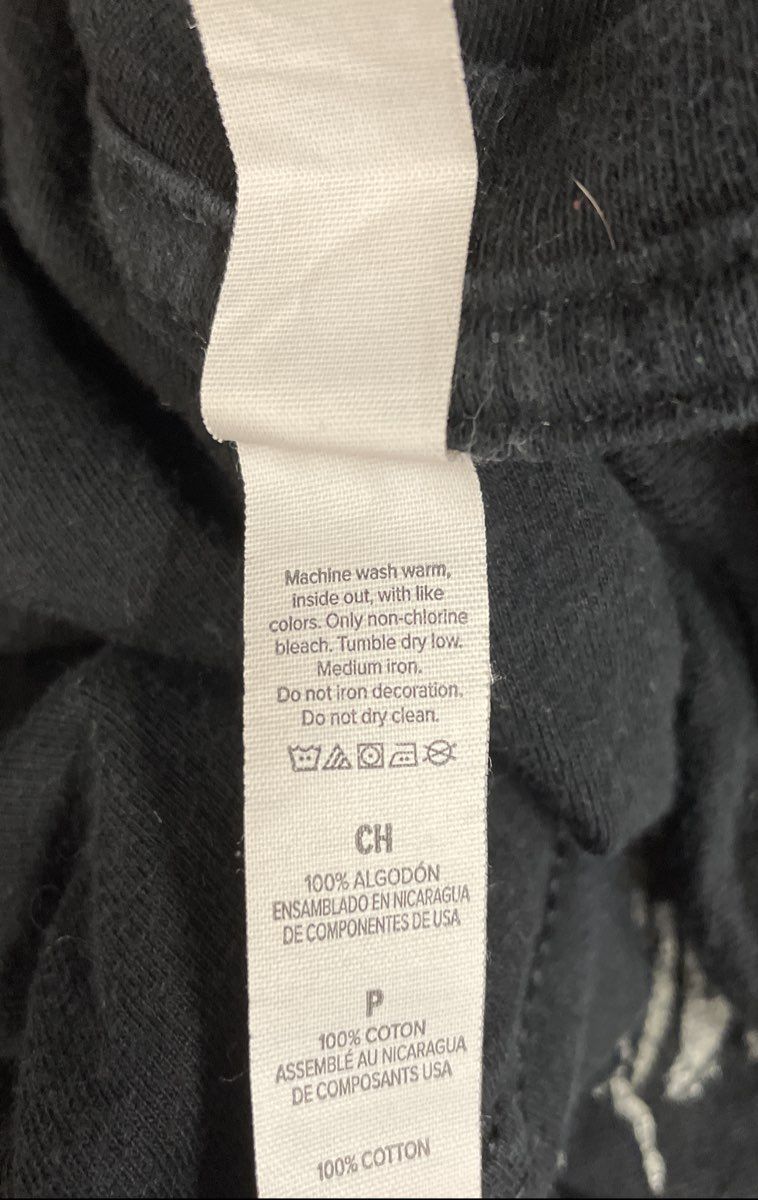 Machine wash warm,
inside out, with like
colors. Only non-chlorine
bleach. Tumble dry low.
Medium iron.
Do not iron decoration.
Do not dry clean.
CH
100% ALGODÓN
ENSAMBLADO EN NICARAGUA
DE COMPONENTES DE USA
P
100% COTON
ASSEMBLÉ AU NICARAGUA
DE COMPOSANTS USA
100% COTTON